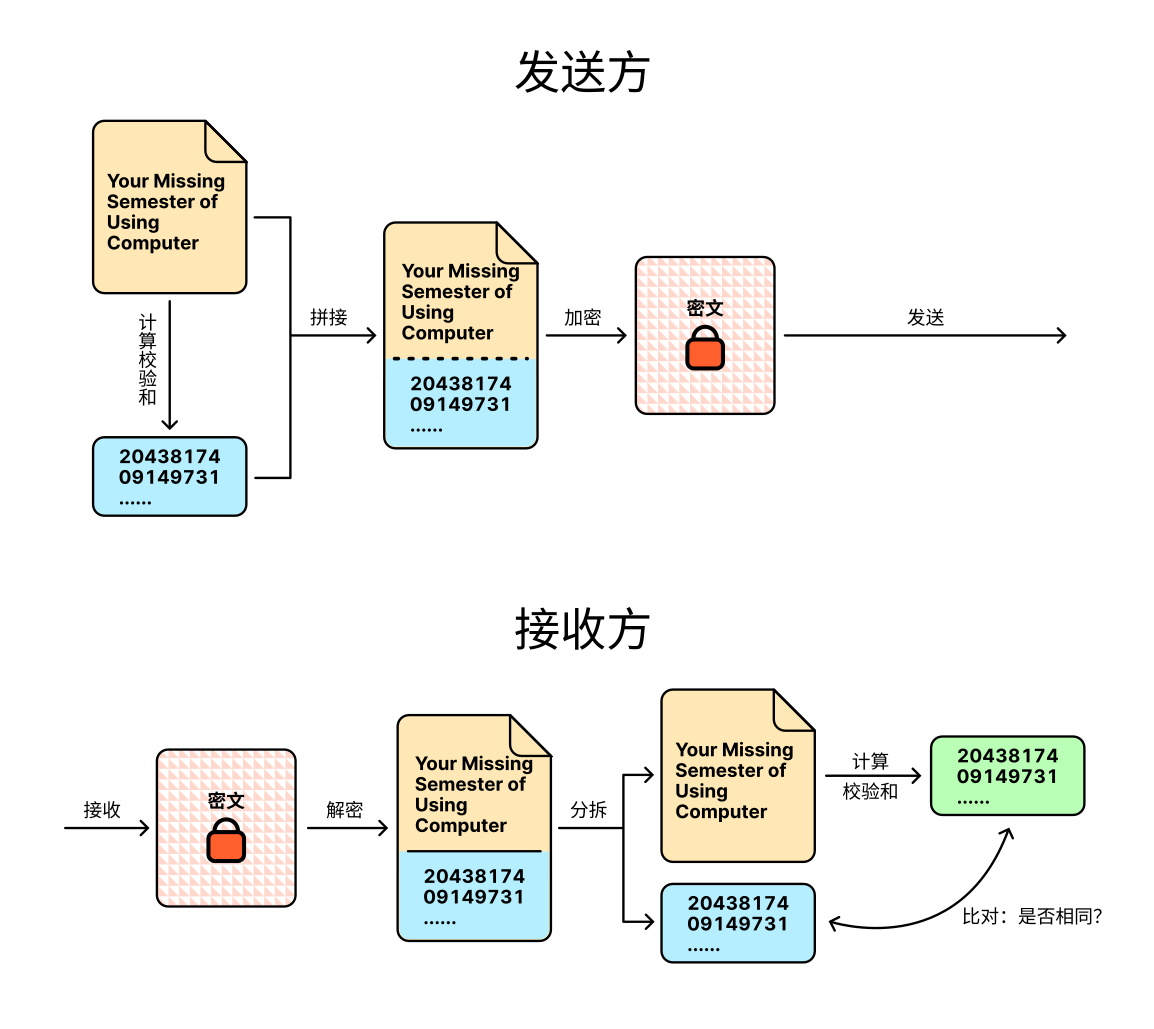 发送方
Your Missing
Semester of
Using
Computer
计算校验和
20438174
09149731
......
拼接
Your Missing
Semester of
Using
Computer
20438174
09149731
......
加密
密文
发送
接收方
接收
密文
解密
Your Missing
Semester of
Using
Computer
20438174
09149731
......
分拆
Your Missing
Semester of
Using
Computer
20438174
09149731
......
计算
校验和
20438174
09149731
......
比对：是否相同？